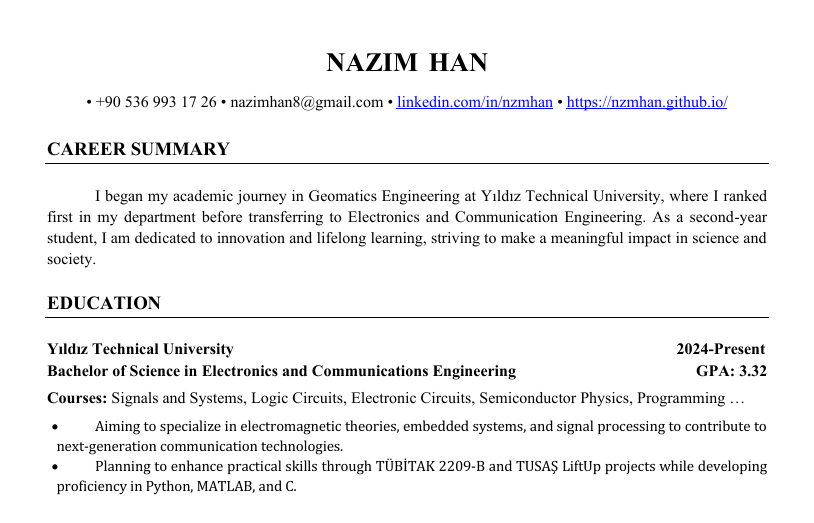 NAZIM HAN
• +90 536 993 17 26 • nazimhan8@gmail.com • linkedin.com/in/nzmhan • https://nzmhan.github.io/
CAREER SUMMARY
I began my academic journey in Geomatics Engineering at Yıldız Technical University, where I ranked
first in my department before transferring to Electronics and Communication Engineering. As a second-year
student, I am dedicated to innovation and lifelong learning, striving to make a meaningful impact in science and
society.
EDUCATION
Yıldız Technical University 2024-Present
Bachelor of Science in Electronics and Communications Engineering GPA: 3.32
Courses: Signals and Systems, Logic Circuits, Electronic Circuits, Semiconductor Physics, Programming …
• Aiming to specialize in electromagnetic theories, embedded systems, and signal processing to contribute to
next-generation communication technologies.
• Planning to enhance practical skills through TÜBİTAK 2209-B and TUSAŞ LiftUp projects while developing
proficiency in Python, MATLAB, and C.